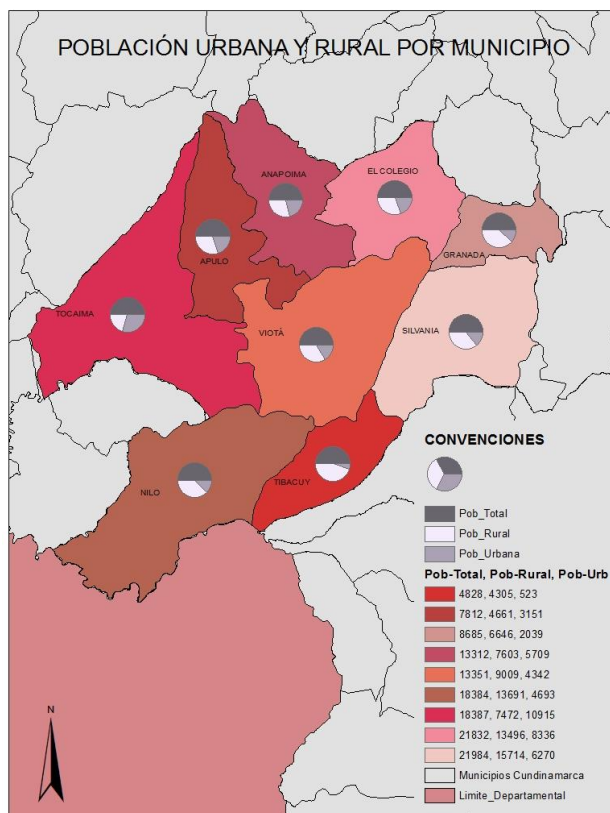 POBLACIÓN URBANA Y RURAL POR MUNICIPIO
ANAPOIMA
EL COLEGIO
GRANADA
APULO
TOCAIMA
VIOTÁ
SILVANIA
NILO
TIBACUY
CONVENCIONES
Pob_Total
Pob_Rural
Pob_Urbana
Pob-Total, Pob-Rural, Pob-Urb
4828, 4305, 523
7812, 4661, 3151
8685, 6646, 2039
13312, 7603, 5709
13351, 9009, 4342
18384, 13691, 4693
18387, 7472, 10915
21832, 13496, 8336
21984, 15714, 6270
Municipios Cundinamarca
Limite_Departamental
N